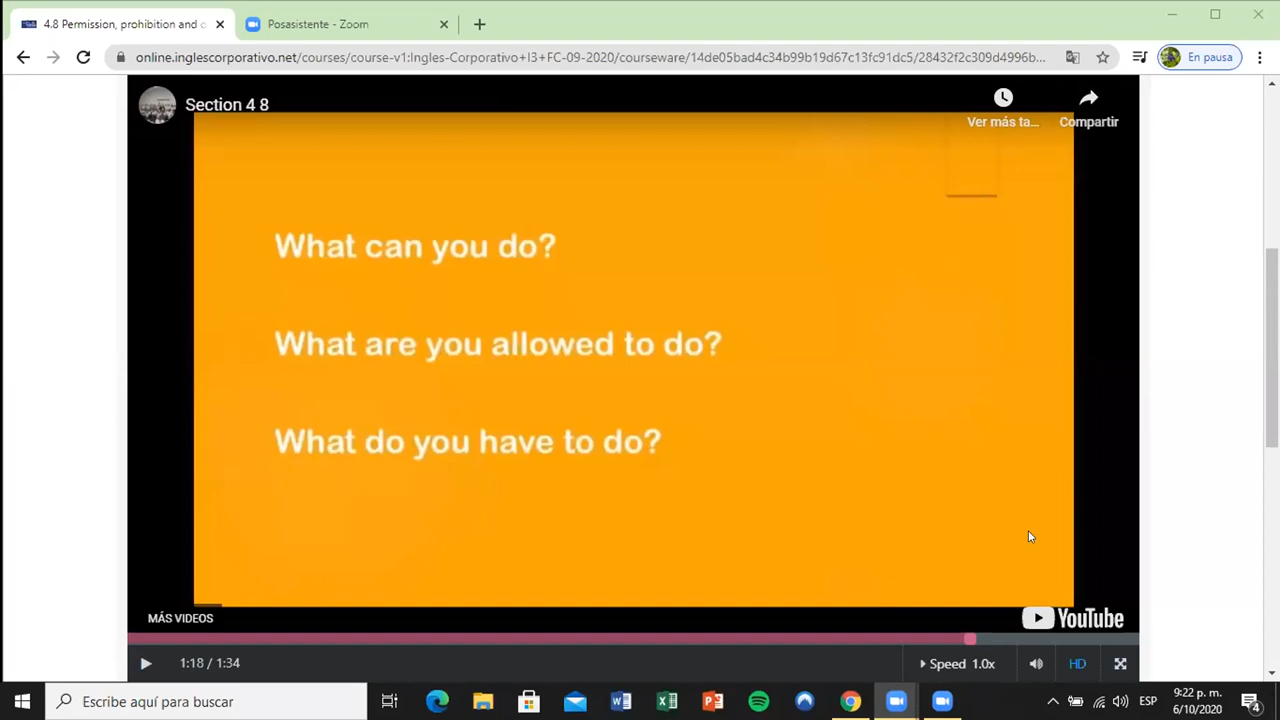 4.8 Permission, prohibition and o
Posasistente - Zoom
online.inglescorporativo.net/courses/course-v1:Ingles-Corporativo+I3+FC-09-2020/courseware/14de05bad4c34b99b19d67c13fc91dc5/28432f2c309d4996b...
En pausa
Section 4 8
Ver más ta...
Compartir
What can you do?
What are you allowed to do?
What do you have to do?
MÁS VIDEOS
YouTube
1:18 / 1:34
Speed 1.0x
HD
Escribe aquí para buscar
ESP
9:22 p. m.
6/10/2020
4